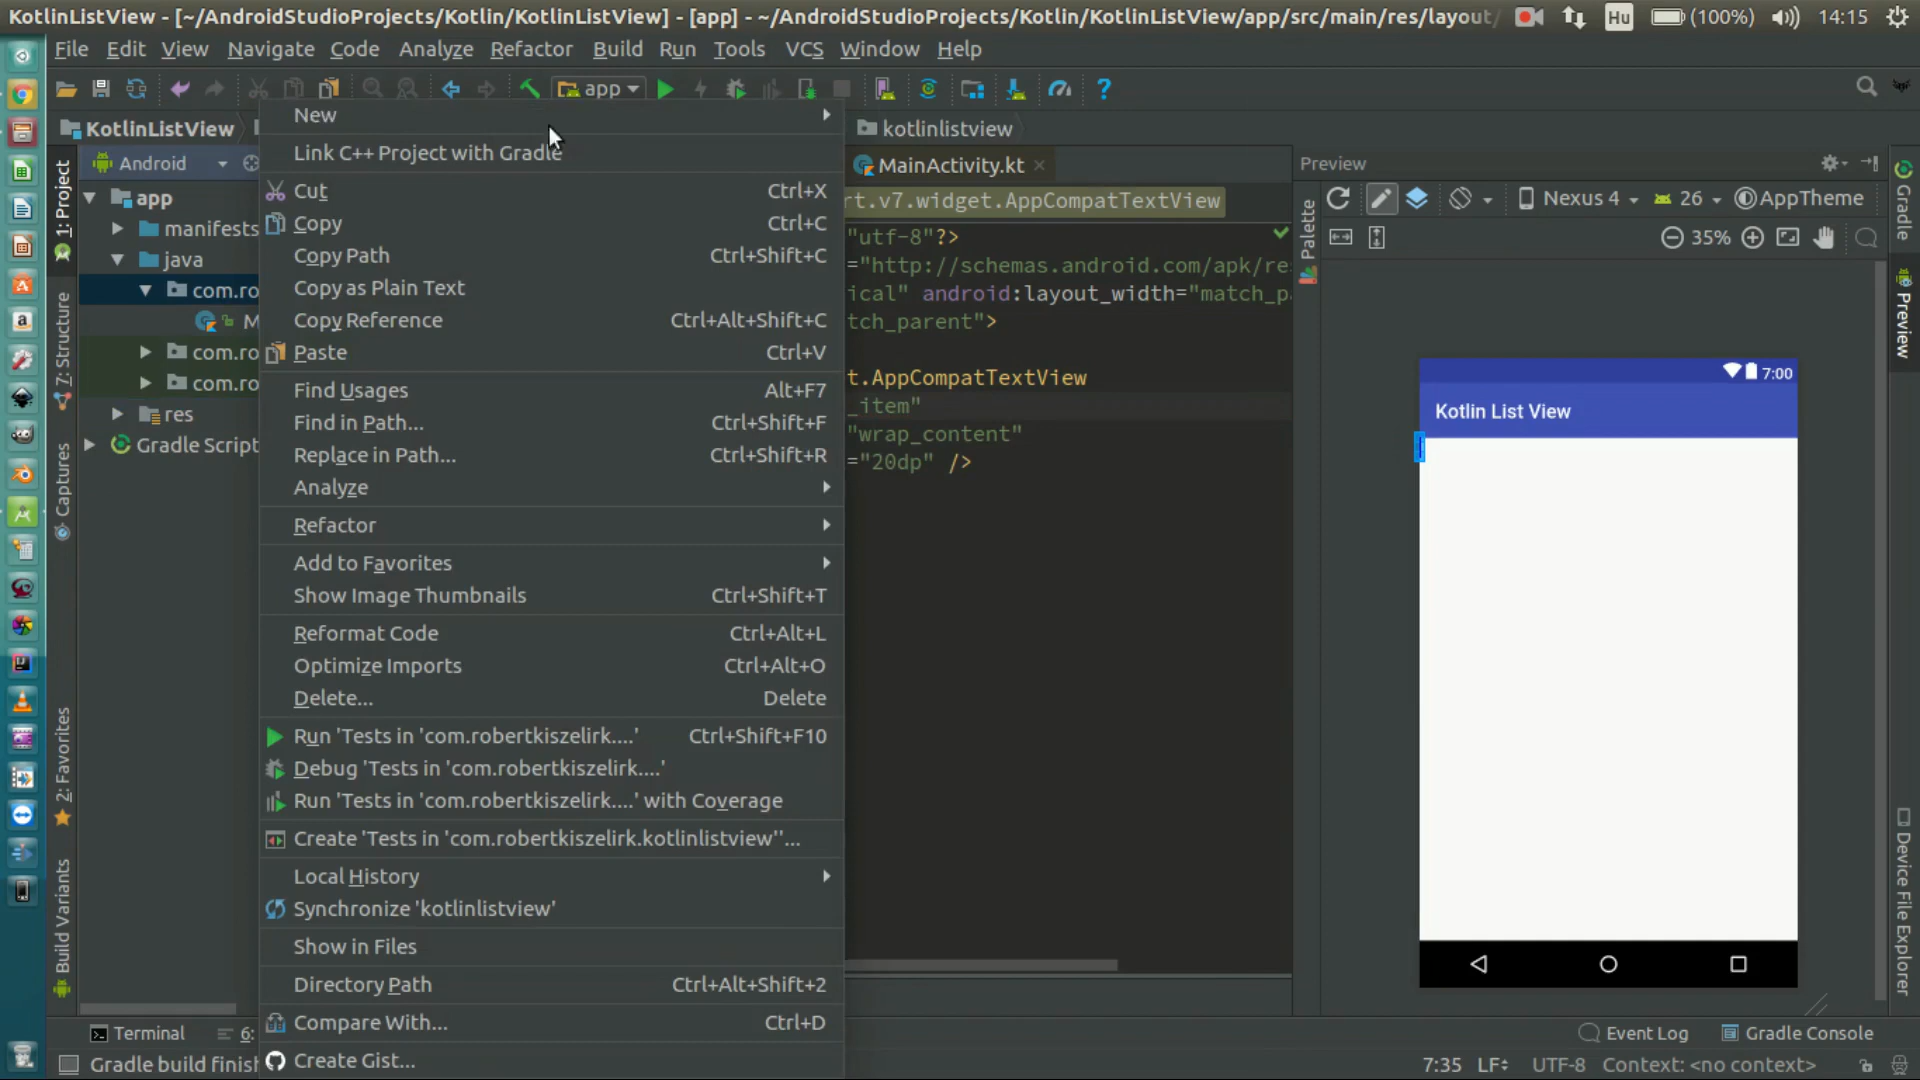 KotlinListView - [~/AndroidStudioProjects/Kotlin/KotlinListView] - [app] - ~/AndroidStudioProjects/Kotlin/KotlinListView/app/src/main/res/layout/
Hu
(100%)
14:15
File Edit View Navigate Code Analyze Refactor Build Run Tools VCS Window Help
app
?
KotlinListView
kotlinlistview
Android
MainActivity.kt
Preview
1: Project
7: Structure
Captures
2: Favorites
Build Variants
app
manifests
java
com.ro
M
com.ro
com.ro
res
Gradle Script
New
Link C++ Project with Gradle
Cut Ctrl+X
Copy Ctrl+C
Copy Path Ctrl+Shift+C
Copy as Plain Text
Copy Reference Ctrl+Alt+Shift+C
Paste Ctrl+V
Find Usages Alt+F7
Find in Path... Ctrl+Shift+F
Replace in Path... Ctrl+Shift+R
Analyze
Refactor
Add to Favorites
Show Image Thumbnails Ctrl+Shift+T
Reformat Code Ctrl+Alt+L
Optimize Imports Ctrl+Alt+O
Delete... Delete
Run 'Tests in 'com.robertkiszelirk....' Ctrl+Shift+F10
Debug 'Tests in 'com.robertkiszelirk....'
Run 'Tests in 'com.robertkiszelirk....' with Coverage
Create 'Tests in 'com.robertkiszelirk.kotlinlistview''...
Local History
Synchronize 'kotlinlistview'
Show in Files
Directory Path Ctrl+Alt+Shift+2
Compare With... Ctrl+D
Create Gist...
rt.v7.widget.AppCompatTextView
"utf-8"?>
="http://schemas.android.com/apk/re
ical" android:layout_width="match_pa
tch_parent">
t.AppCompatTextView
_item"
"wrap_content"
="20dp" />
Palette
Nexus 4
26
AppTheme
35%
7:00
Kotlin List View
Gradle
Preview
Device File Explorer
Terminal
6:
Event Log
Gradle Console
Gradle build finish
7:35
LF
UTF-8
Context: <no context>